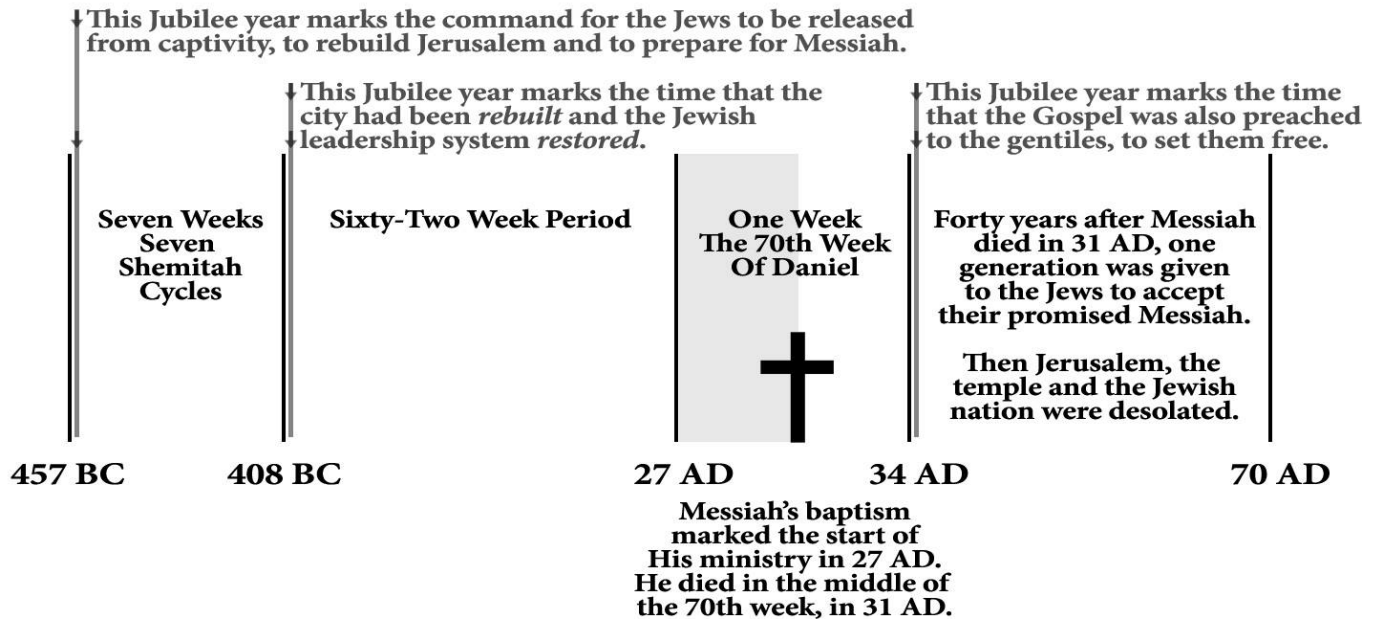 This Jubilee year marks the command for the Jews to be released
from captivity, to rebuild Jerusalem and to prepare for Messiah.
This Jubilee year marks the time that the
city had been rebuilt and the Jewish
leadership system restored.
This Jubilee year marks the time
that the Gospel was also preached
to the gentiles, to set them free.
Seven Weeks
Seven
Shemitah
Cycles
Sixty-Two Week Period
One Week
The 70th Week
Of Daniel
Forty years after Messiah
died in 31 AD, one
generation was given
to the Jews to accept
their promised Messiah.
Then Jerusalem, the
temple and the Jewish
nation were desolated.
457 BC
408 BC
27 AD
34 AD
70 AD
Messiah's baptism
marked the start of
His ministry in 27 AD.
He died in the middle of
the 70th week, in 31 AD.